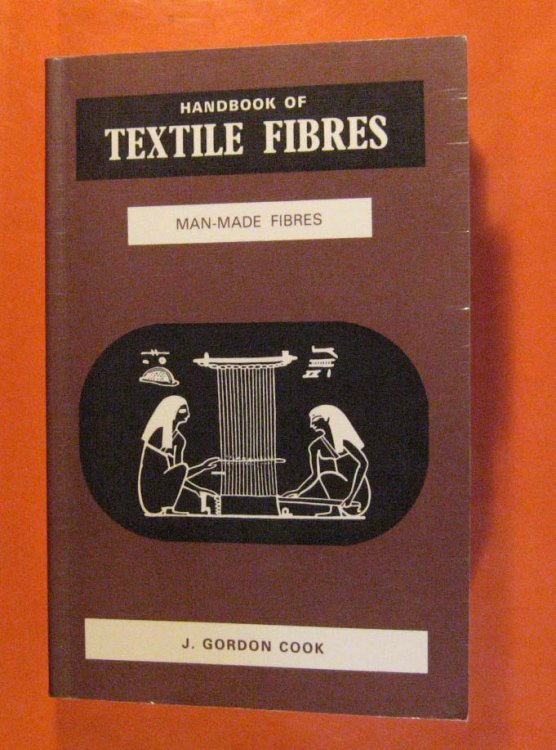 HANDBOOK OF
TEXTILE FIBRES
MAN-MADE FIBRES
J. GORDON COOK